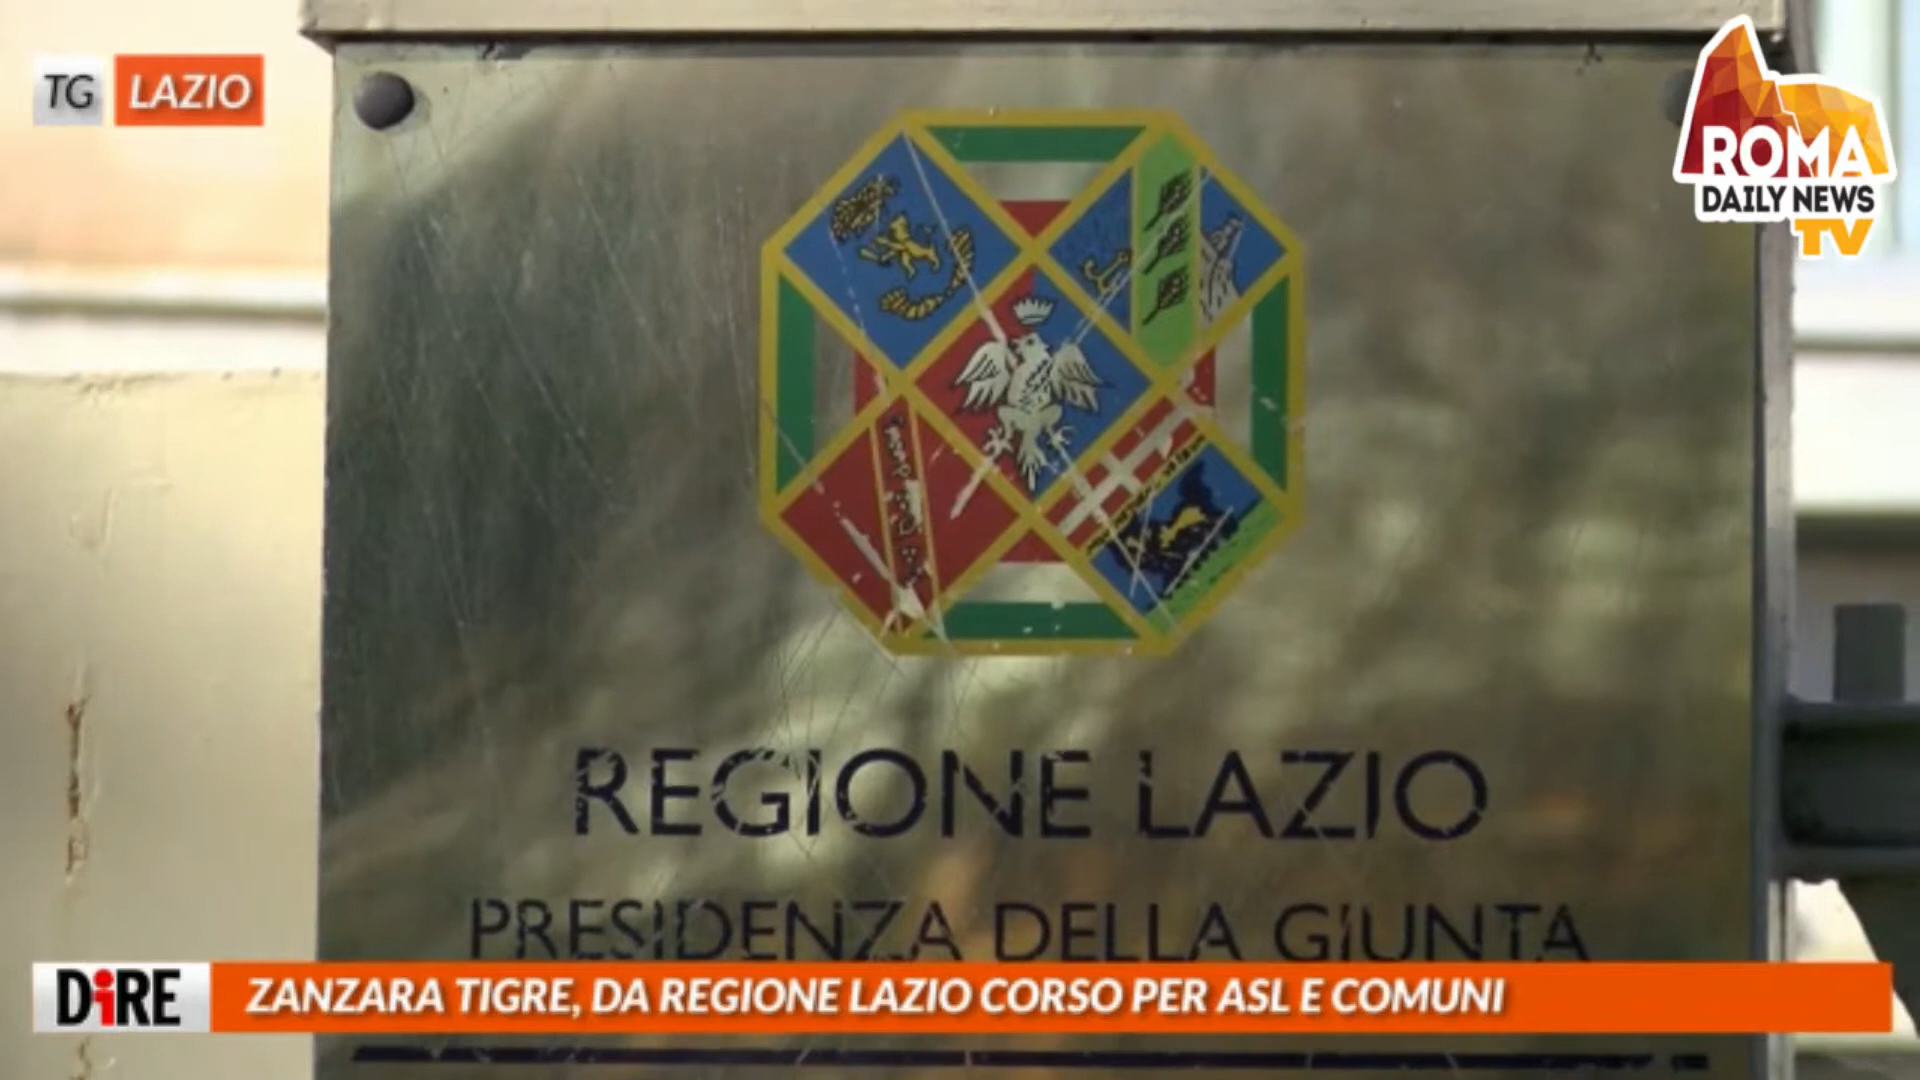 TG LAZIO
ROMA
DAILY NEWS
TV
REGIONE LAZIO
PRESIDENZA DELLA GIUNTA
DiRE ZANZARA TIGRE, DA REGIONE LAZIO CORSO PER ASL E COMUNI